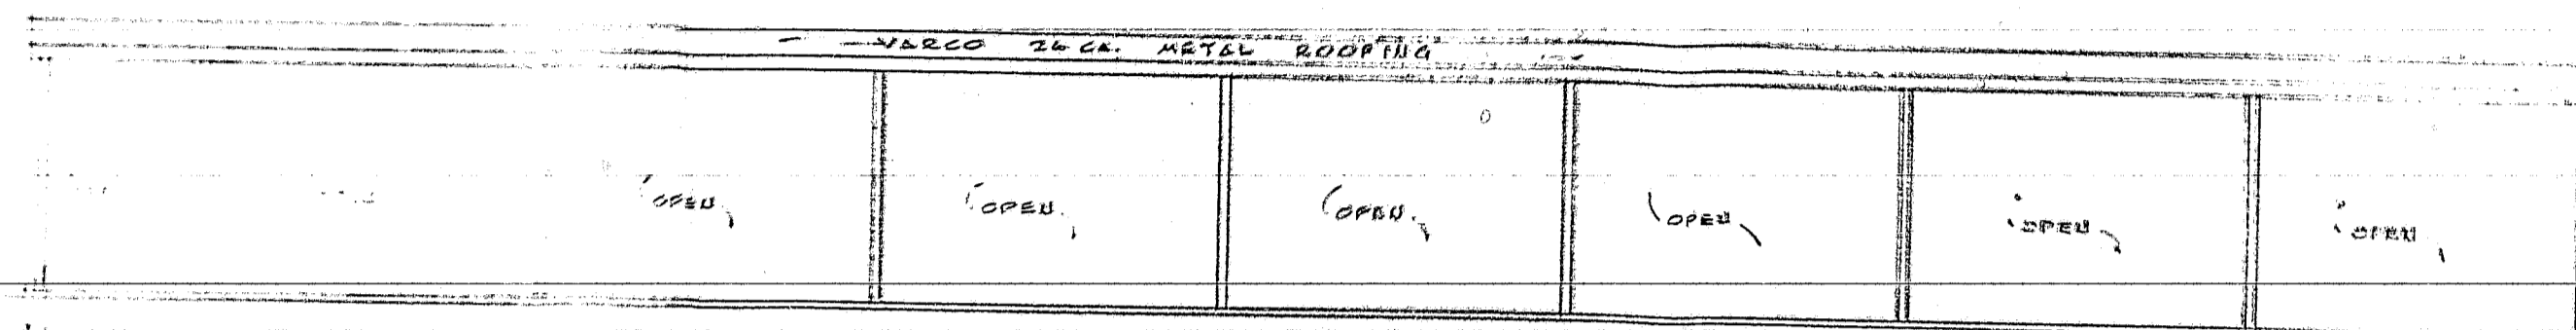 VARCO 26 GA. METAL ROOFING
OPEN OPEN OPEN OPEN OPEN OPEN